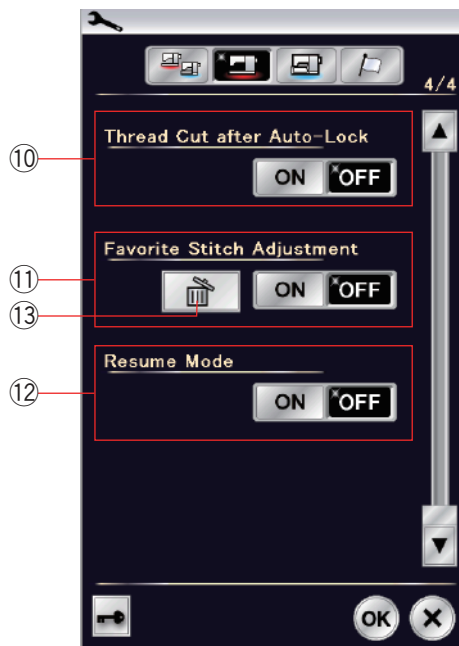 4/4
⑩ Thread Cut after Auto-Lock
ON OFF
Favorite Stitch Adjustment
⑪ ON OFF
⑬
⑫ Resume Mode
ON OFF
OK